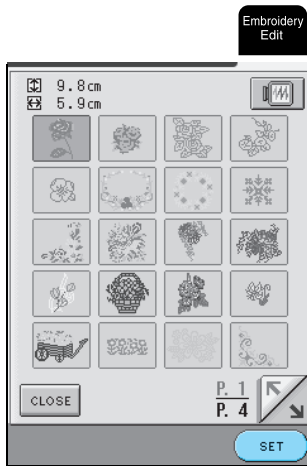 Embroidery
Edit
9.8cm
5.9cm
P. 1
P. 4
CLOSE
SET